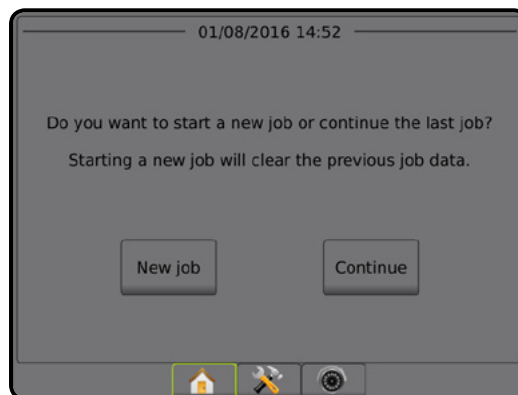 01/08/2016 14:52
Do you want to start a new job or continue the last job?
Starting a new job will clear the previous job data.
New job
Continue